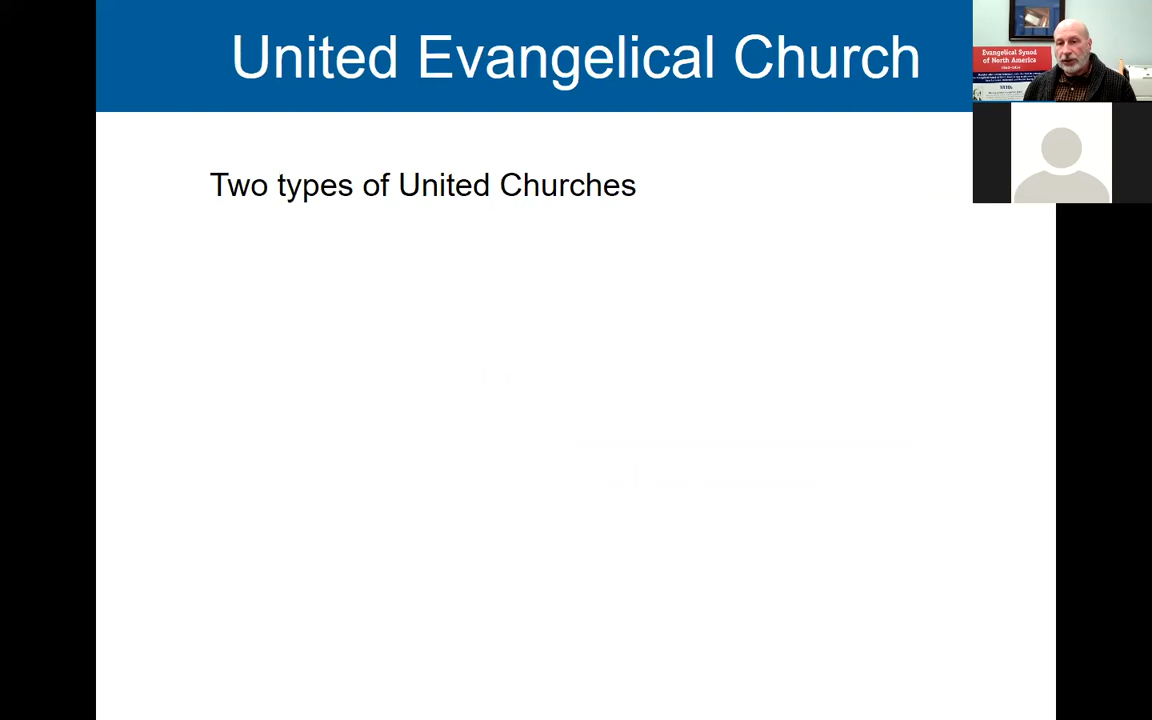 United Evangelical Church
Two types of United Churches
Evangelical Synod
of North America